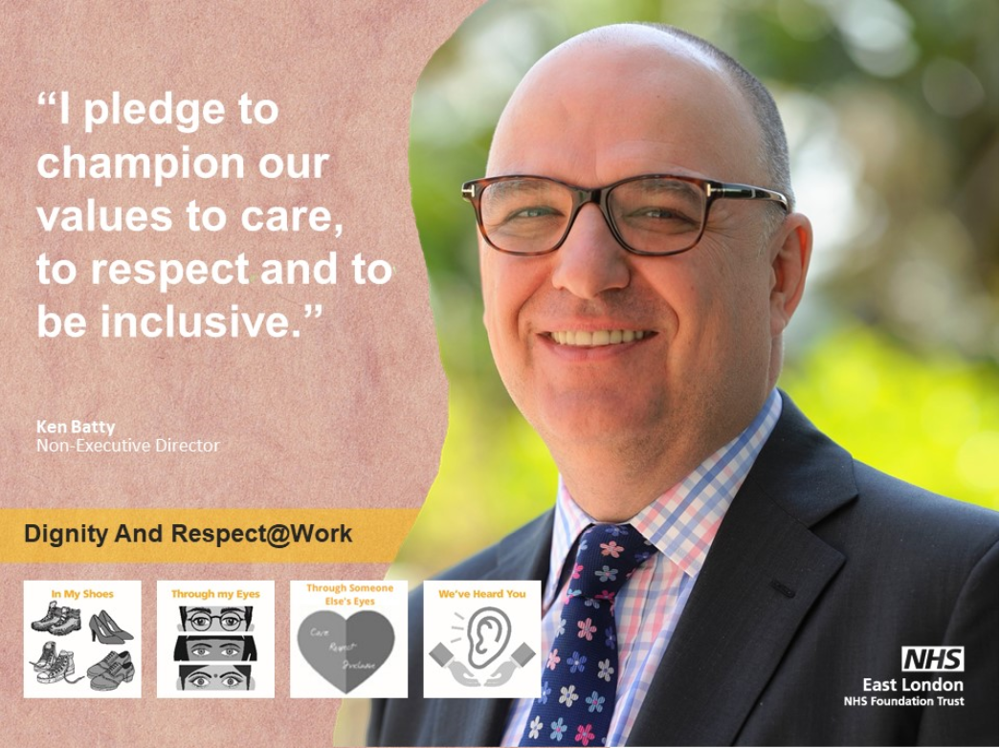 “I pledge to
champion our
values to care,
to respect and to
be inclusive.”
Ken Batty
Non-Executive Director
Dignity And Respect@Work
In My Shoes
Through my Eyes
Through Someone
Else's Eyes
Care
Respect
Inclusive
We've Heard You
NHS
East London
NHS Foundation Trust